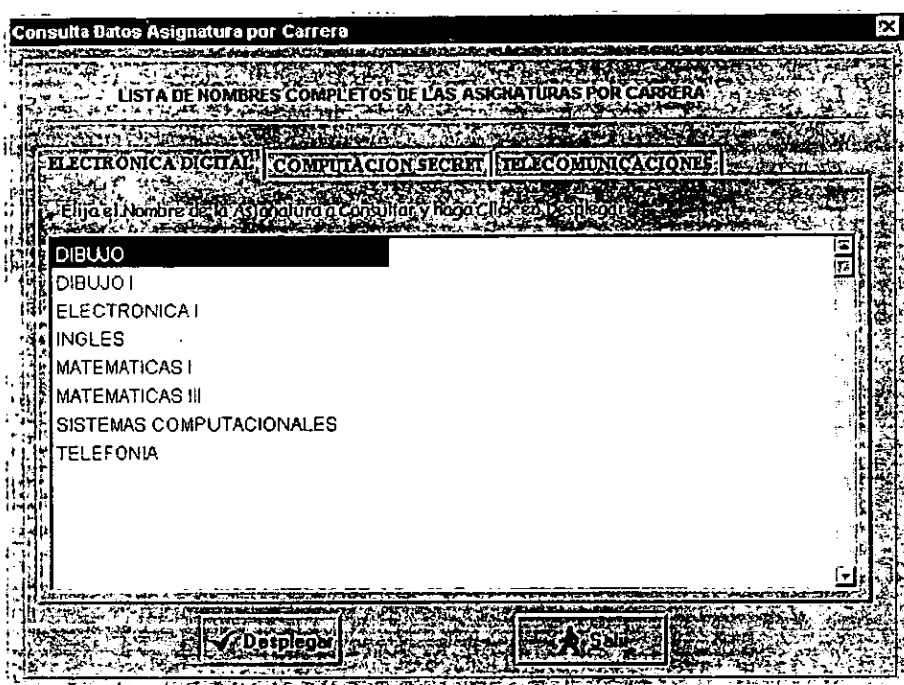 Consulta Datos Asignatura por Carrera
LISTA DE NOMBRES COMPLETOS DE LAS ASIGNATURAS POR CARRERA
ELECTRONICA DIGITAL COMPUTACION SECRET TELECOMUNICACIONES
Elija el Nombre de la Asignatura a Consultar y haga Click en Desplegar
DIBUJO
DIBUJO I
ELECTRONICA I
INGLES
MATEMATICAS I
MATEMATICAS III
SISTEMAS COMPUTACIONALES
TELEFONIA
Desplegar Salir